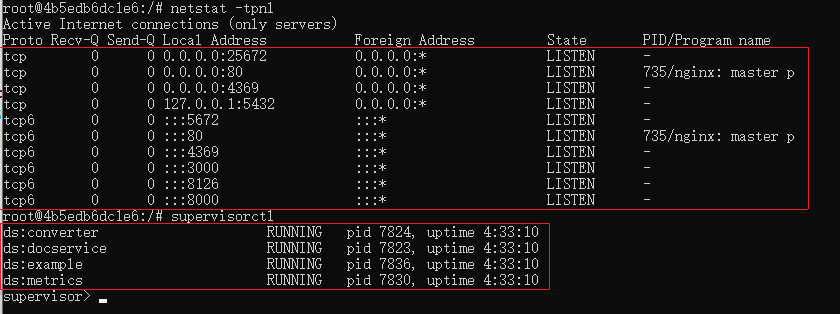 root@4b5edb6dc1e6:/# netstat -tpnl
Active Internet connections (only servers)
Proto Recv-Q Send-Q Local Address Foreign Address State PID/Program name
tcp 0 0 0.0.0.0:25672 0.0.0.0:* LISTEN -
tcp 0 0 0.0.0.0:80 0.0.0.0:* LISTEN 735/nginx: master p
tcp 0 0 0.0.0.0:4369 0.0.0.0:* LISTEN -
tcp 0 0 127.0.0.1:5432 0.0.0.0:* LISTEN -
tcp6 0 0 :::5672 :::* LISTEN -
tcp6 0 0 :::80 :::* LISTEN 735/nginx: master p
tcp6 0 0 :::4369 :::* LISTEN -
tcp6 0 0 :::3000 :::* LISTEN -
tcp6 0 0 :::8126 :::* LISTEN -
tcp6 0 0 :::8000 :::* LISTEN -
root@4b5edb6dc1e6:/# supervisorctl
ds:converter RUNNING pid 7824, uptime 4:33:10
ds:docservice RUNNING pid 7823, uptime 4:33:10
ds:example RUNNING pid 7836, uptime 4:33:10
ds:metrics RUNNING pid 7830, uptime 4:33:10
supervisor>